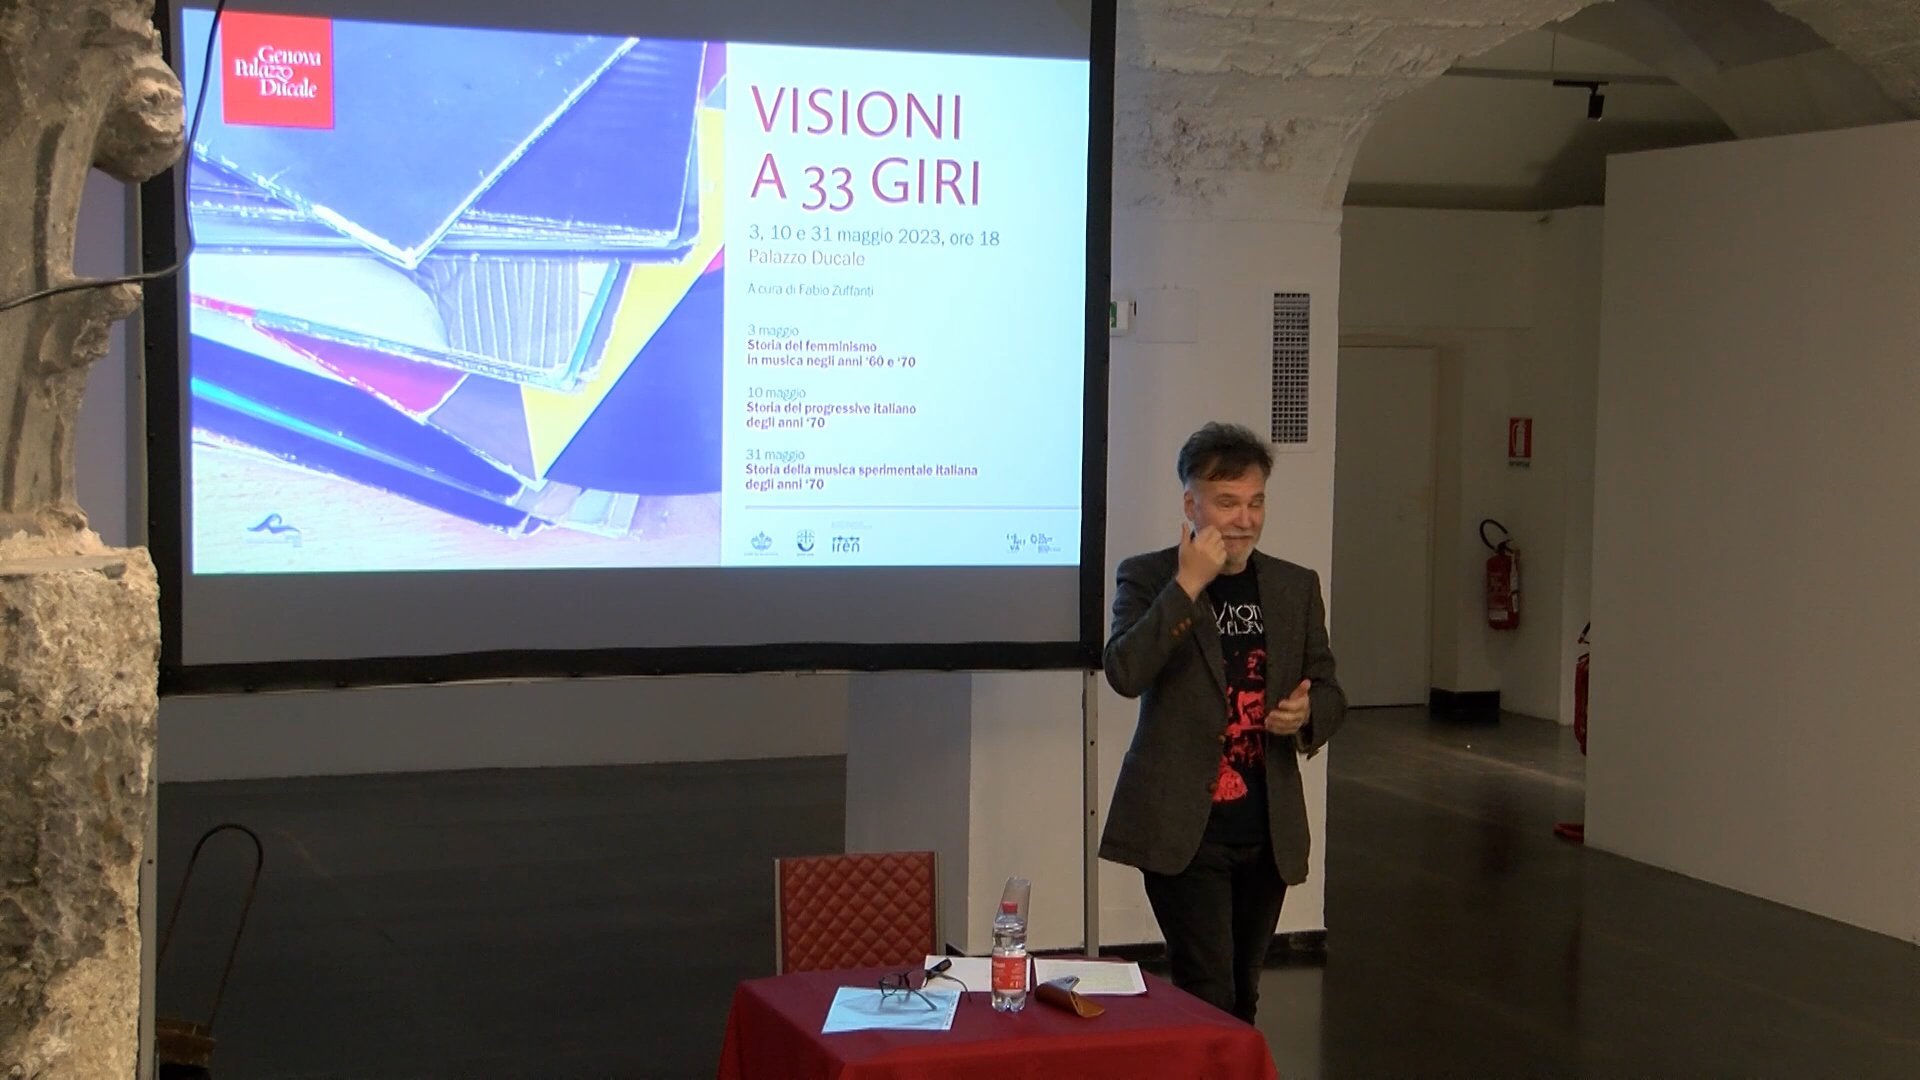 Genova
Palazzo
Ducale
VISIONI
A 33 GIRI
3, 10 e 31 maggio 2023, ore 18
Palazzo Ducale
A cura di Fabio Zuffanti
3 maggio
Storia del femminismo
in musica negli anni ‘60 e ‘70
10 maggio
Storia del progressive italiano
degli anni ‘70
31 maggio
Storia della musica sperimentale italiana
degli anni ‘70
iren